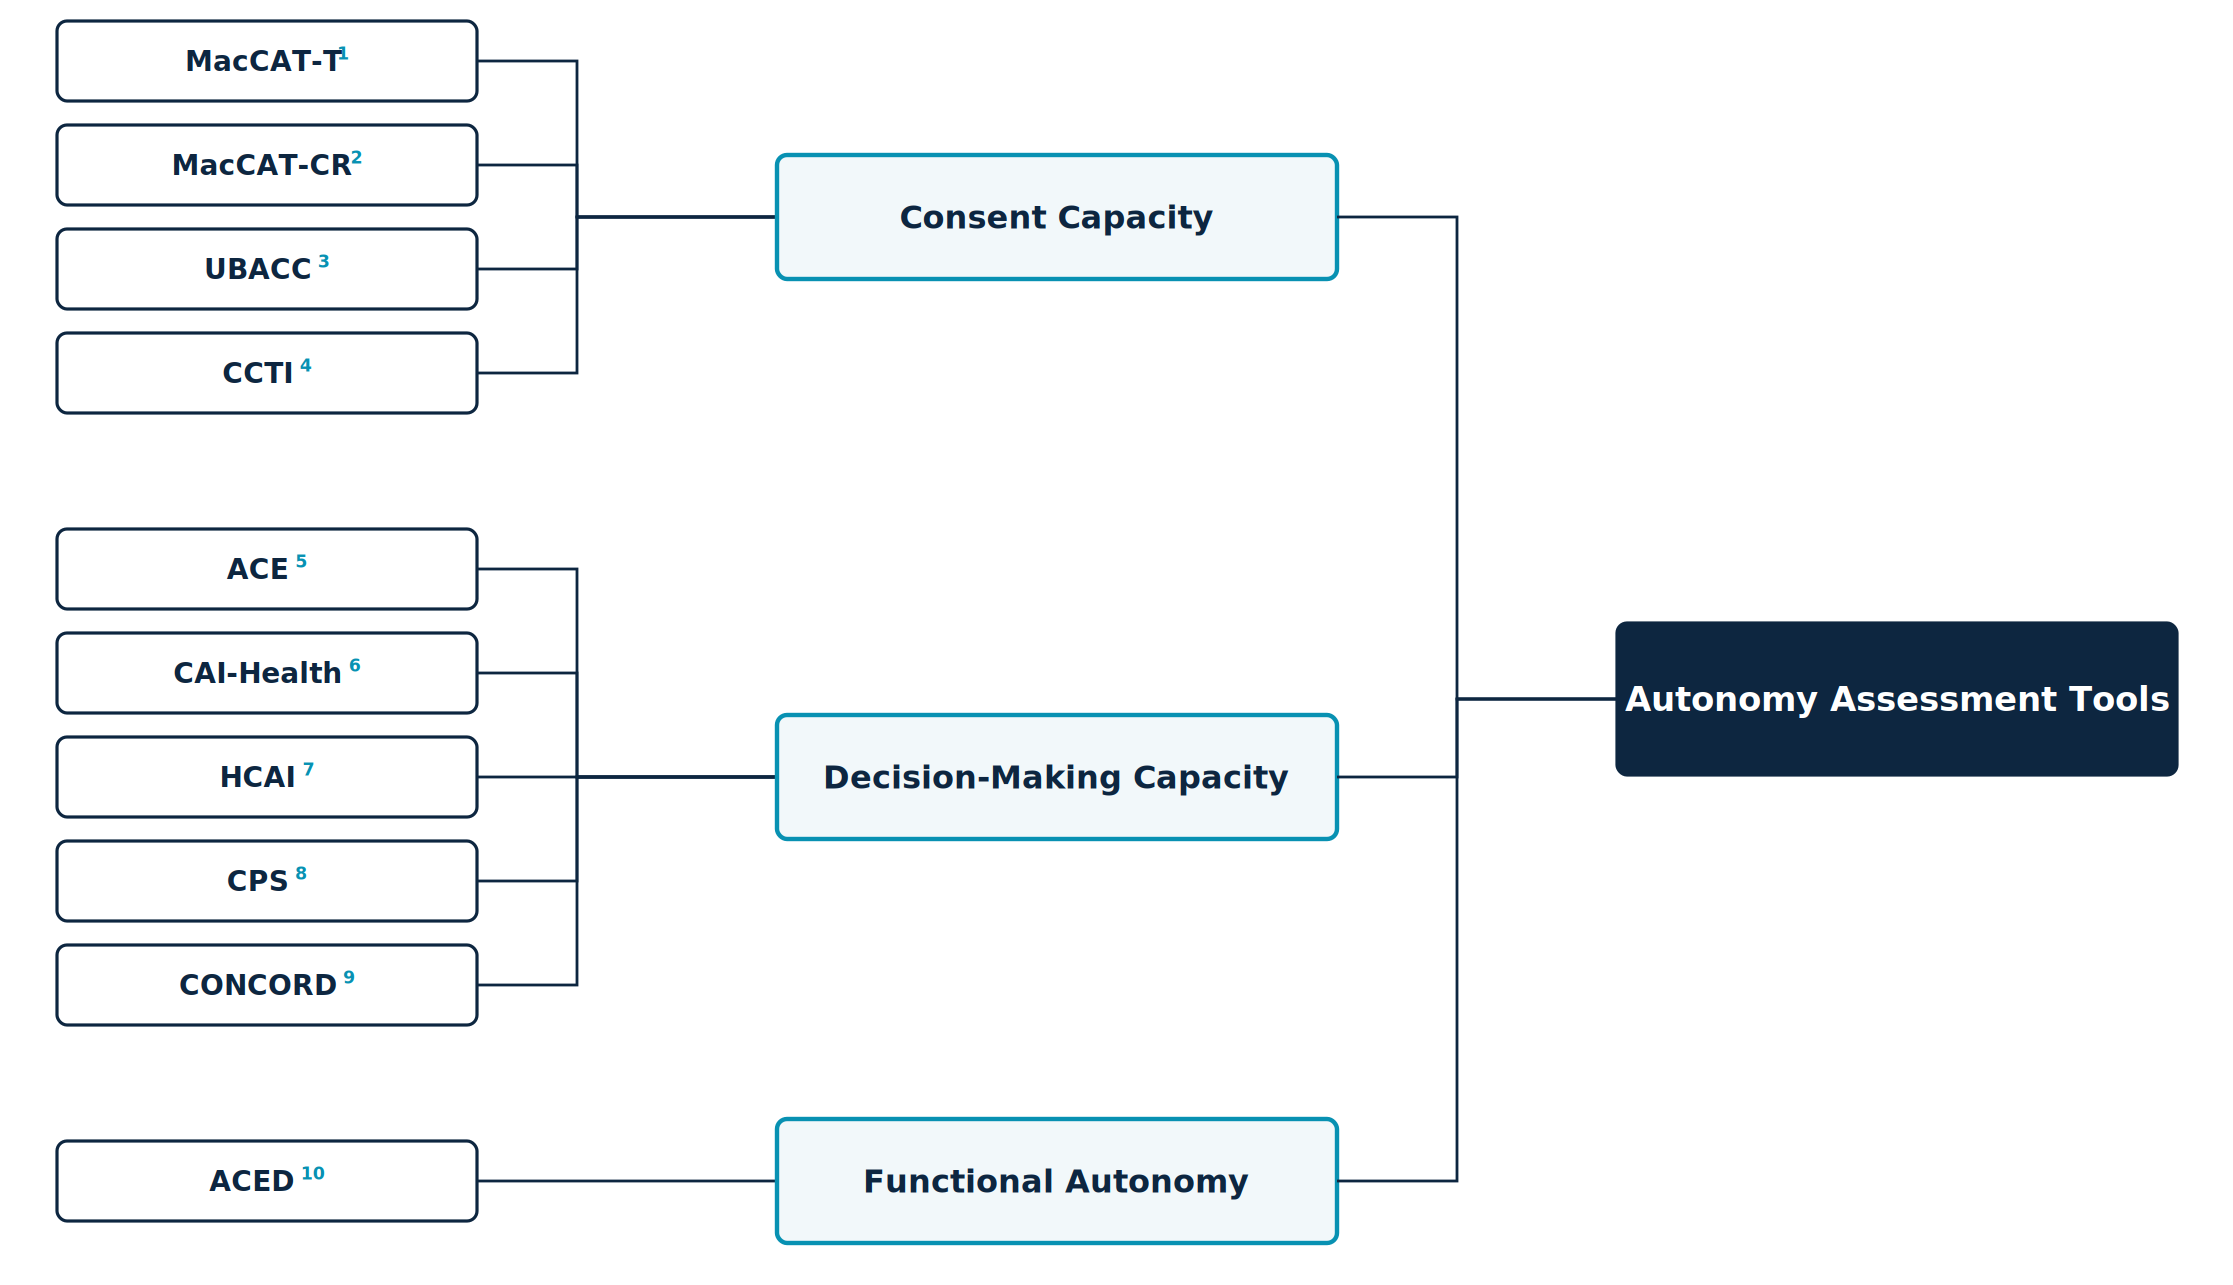 MacCAT-T1
MacCAT-CR2
UBACC 3
CCTI 4
Consent Capacity
ACE 5
CAI-Health 6
HCAI 7
CPS 8
CONCORD 9
Decision-Making Capacity
ACED 10
Functional Autonomy
Autonomy Assessment Tools